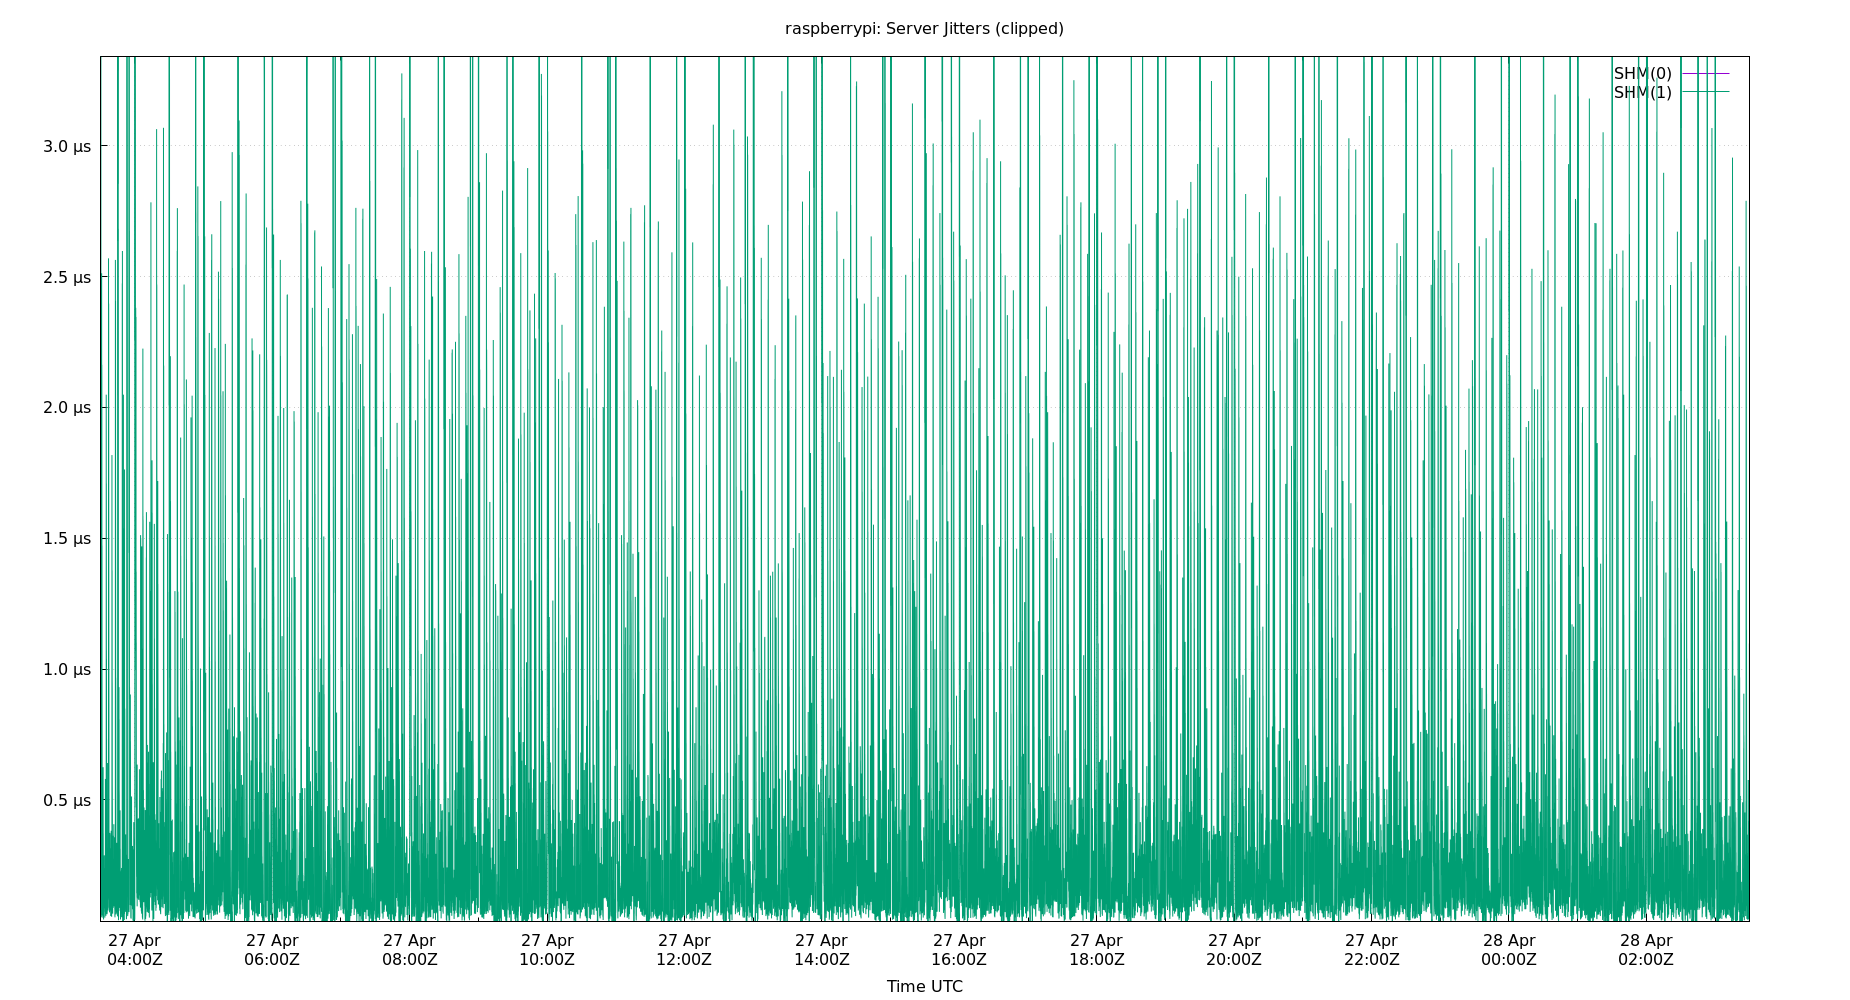 raspberrypi: Server Jitters (clipped)
SHM(0)
SHM(1)
3.0 µs
2.5 µs
2.0 µs
1.5 µs
1.0 µs
0.5 µs
27 Apr 27 Apr 27 Apr 27 Apr 27 Apr 27 Apr 27 Apr 27 Apr 27 Apr 27 Apr 28 Apr 28 Apr
04:00Z 06:00Z 08:00Z 10:00Z 12:00Z 14:00Z 16:00Z 18:00Z 20:00Z 22:00Z 00:00Z 02:00Z
Time UTC